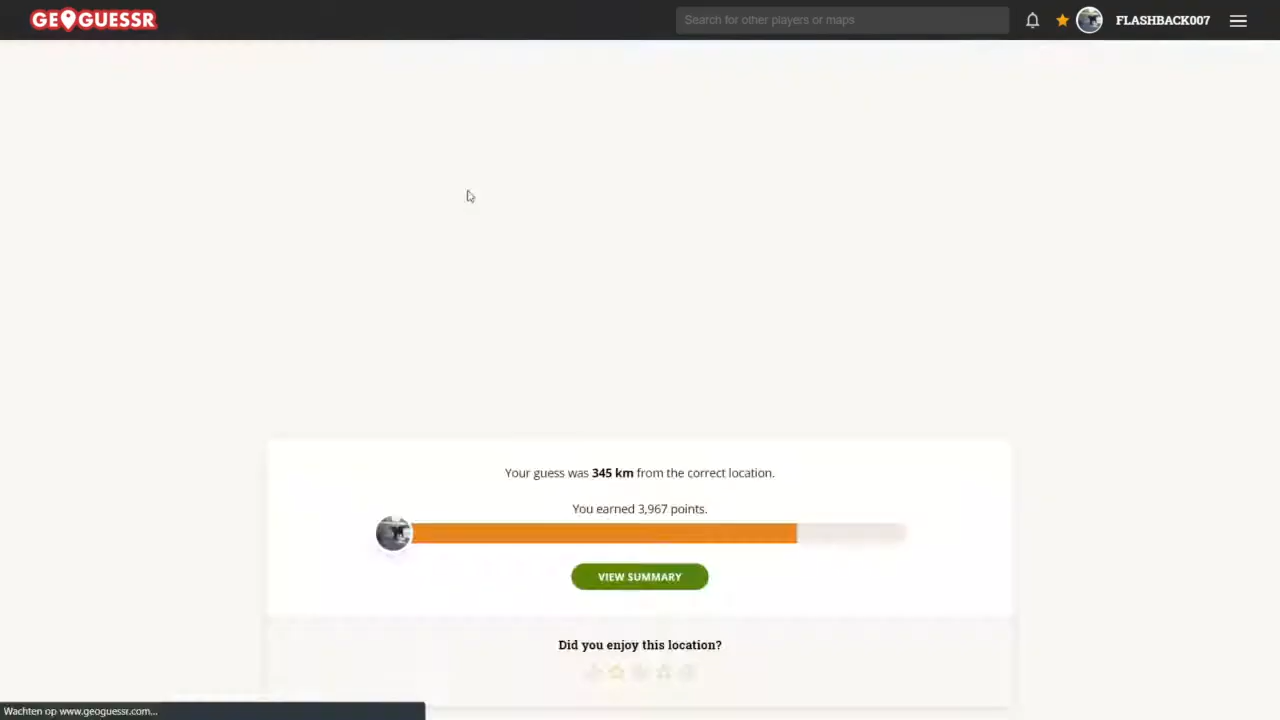 GEOGUESSR
Search for other players or maps
FLASHBACK007
Your guess was 345 km from the correct location.
You earned 3,967 points.
VIEW SUMMARY
Did you enjoy this location?
Wachten op www.geoguessr.com...